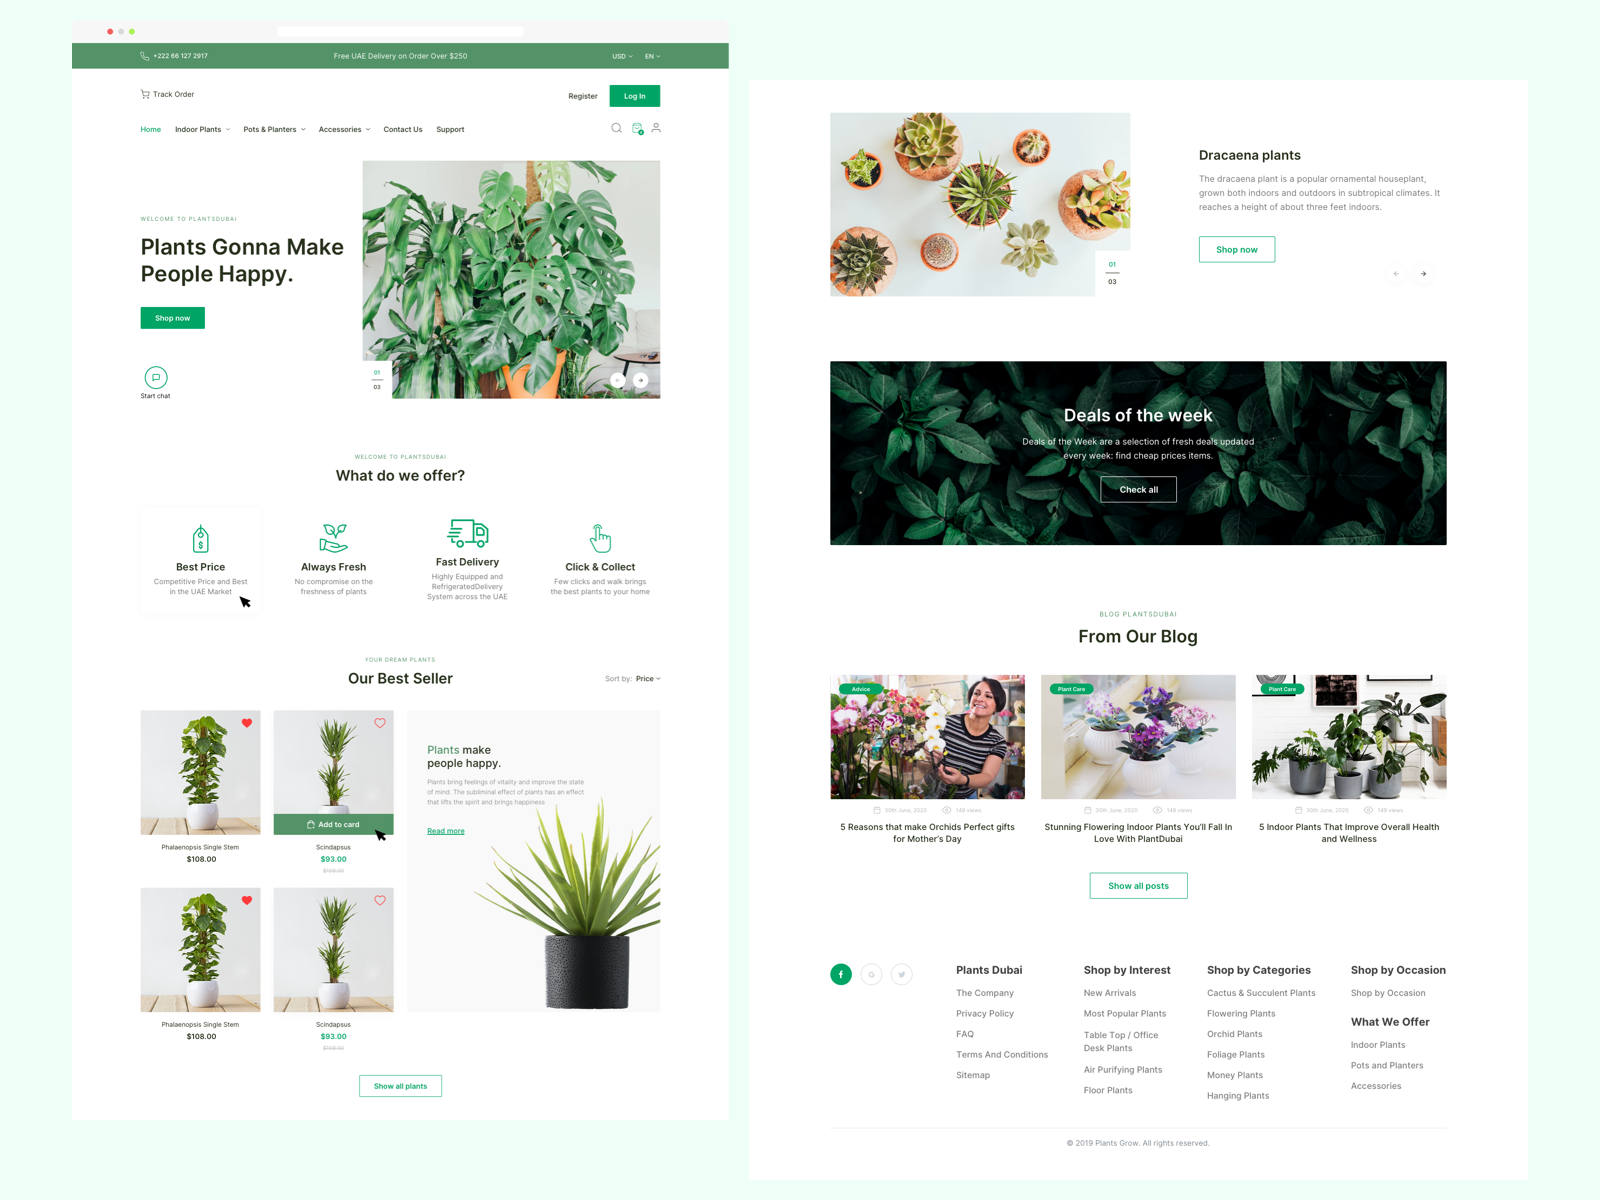 +222 66 127 2917
Free UAE Delivery on Order Over $250
USD
EN
Track Order
Register
Log In
Home
Indoor Plants
Pots & Planters
Accessories
Contact Us
Support
WELCOME TO PLANTSDUBAI
Plants Gonna Make
People Happy.
Shop now
01
03
Start chat
WELCOME TO PLANTSDUBAI
What do we offer?
Best Price
Competitive Price and Best
in the UAE Market
Always Fresh
No compromise on the
freshness of plants
Fast Delivery
Highly Equipped and
RefrigeratedDelivery
System across the UAE
Click & Collect
Few clicks and walk brings
the best plants to your home
YOUR DREAM PLANTS
Our Best Seller
Sort by: Price
Phalaenopsis Single Stem
$108.00
Add to card
Scindapsus
$93.00
$108.00
Plants make
people happy.
Plants bring feelings of vitality and improve the state
of mind. The subliminal effect of plants has an effect
that lifts the spirit and brings happiness
Read more
Phalaenopsis Single Stem
$108.00
Scindapsus
$93.00
$108.00
Show all plants
01
03
Dracaena plants
The dracaena plant is a popular ornamental houseplant,
grown both indoors and outdoors in subtropical climates. It
reaches a height of about three feet indoors.
Shop now
Deals of the week
Deals of the Week are a selection of fresh deals updated
every week: find cheap prices items.
Check all
BLOG PLANTSDUBAI
From Our Blog
Advice
30th June, 2020
149 views
5 Reasons that make Orchids Perfect gifts
for Mother's Day
Plant Care
30th June, 2020
149 views
Stunning Flowering Indoor Plants You'll Fall In
Love With PlantDubai
Plant Care
30th June, 2020
149 views
5 Indoor Plants That Improve Overall Health
and Wellness
Show all posts
Plants Dubai
The Company
Privacy Policy
FAQ
Terms And Conditions
Sitemap
Shop by Interest
New Arrivals
Most Popular Plants
Table Top / Office
Desk Plants
Air Purifying Plants
Floor Plants
Shop by Categories
Cactus & Succulent Plants
Flowering Plants
Orchid Plants
Foliage Plants
Money Plants
Hanging Plants
Shop by Occasion
Shop by Occasion
What We Offer
Indoor Plants
Pots and Planters
Accessories
© 2019 Plants Grow. All rights reserved.